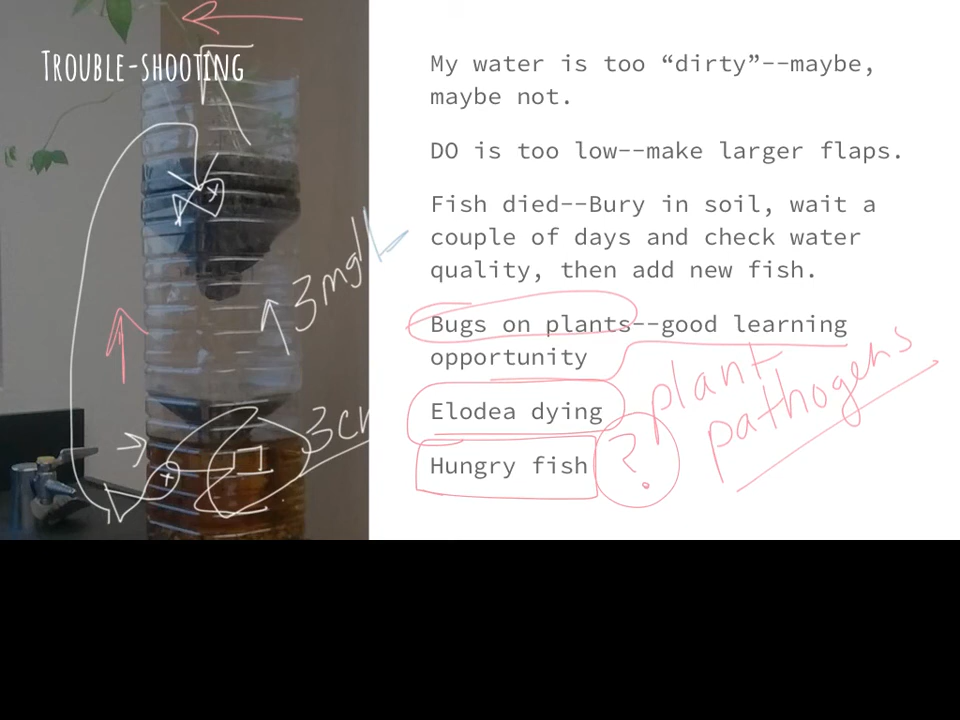 TROUBLE-SHOOTING
My water is too “dirty”--maybe,
maybe not.
DO is too low--make larger flaps.
Fish died--Bury in soil, wait a
couple of days and check water
quality, then add new fish.
Bugs on plants--good learning
opportunity
Elodea dying
Hungry fish
?
plant
pathogens
3mg/L